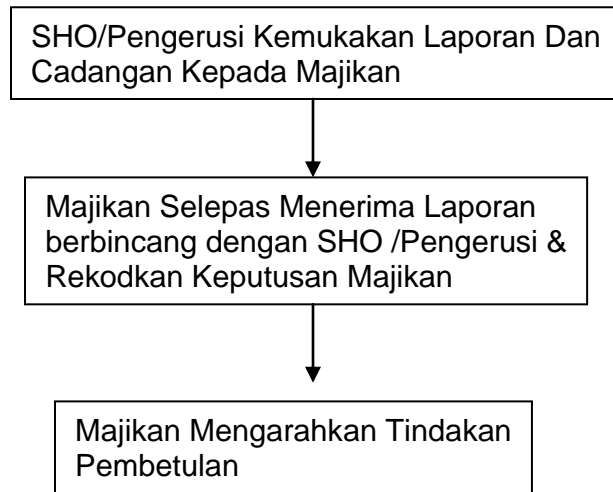 SHO/Pengerusi Kemukakan Laporan Dan
Cadangan Kepada Majikan
Majikan Selepas Menerima Laporan
berbincang dengan SHO /Pengerusi &
Rekodkan Keputusan Majikan
Majikan Mengarahkan Tindakan
Pembetulan